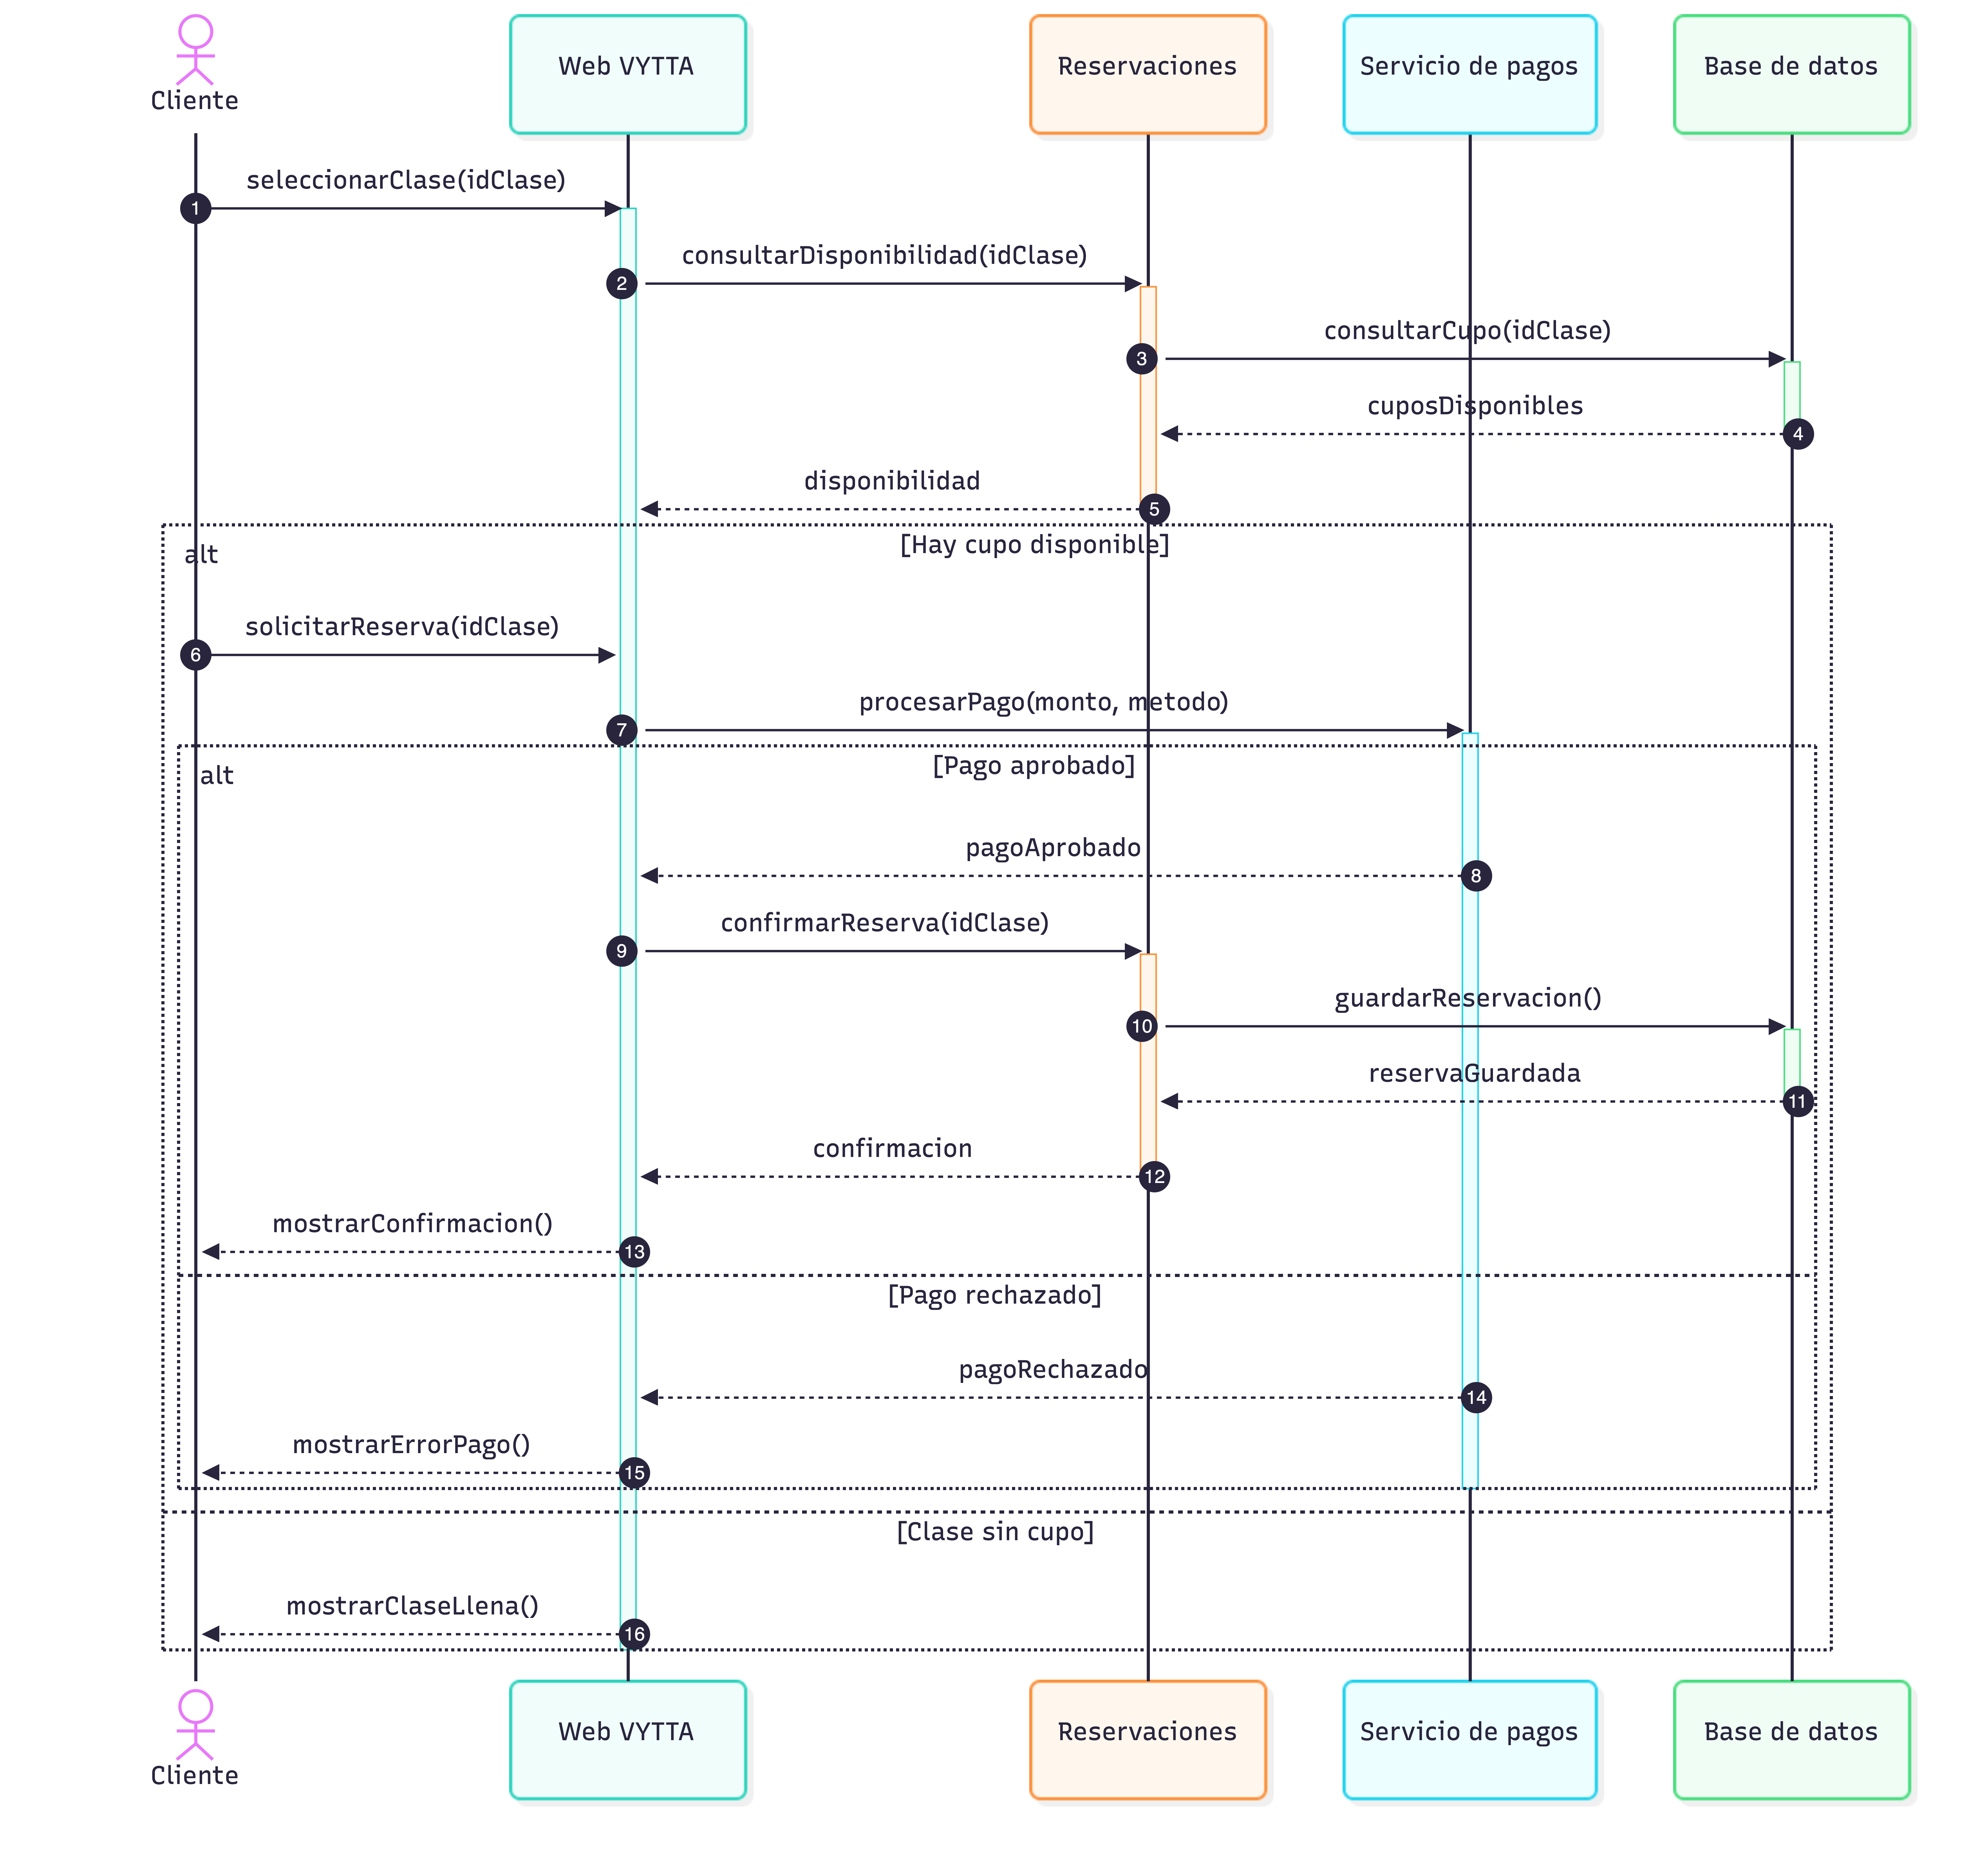 Cliente
Web VYTTA
Reservaciones
Servicio de pagos
Base de datos
seleccionarClase(idClase)
1
consultarDisponibilidad(idClase)
2
consultarCupo(idClase)
3
cuposDisponibles
4
disponibilidad
5
alt
[Hay cupo disponible]
solicitarReserva(idClase)
6
procesarPago(monto, metodo)
7
alt
[Pago aprobado]
pagoAprobado
8
confirmarReserva(idClase)
9
guardarReservacion()
10
reservaGuardada
11
confirmacion
12
mostrarConfirmacion()
13
[Pago rechazado]
pagoRechazado
14
mostrarErrorPago()
15
[Clase sin cupo]
mostrarClaseLlena()
16
Cliente
Web VYTTA
Reservaciones
Servicio de pagos
Base de datos